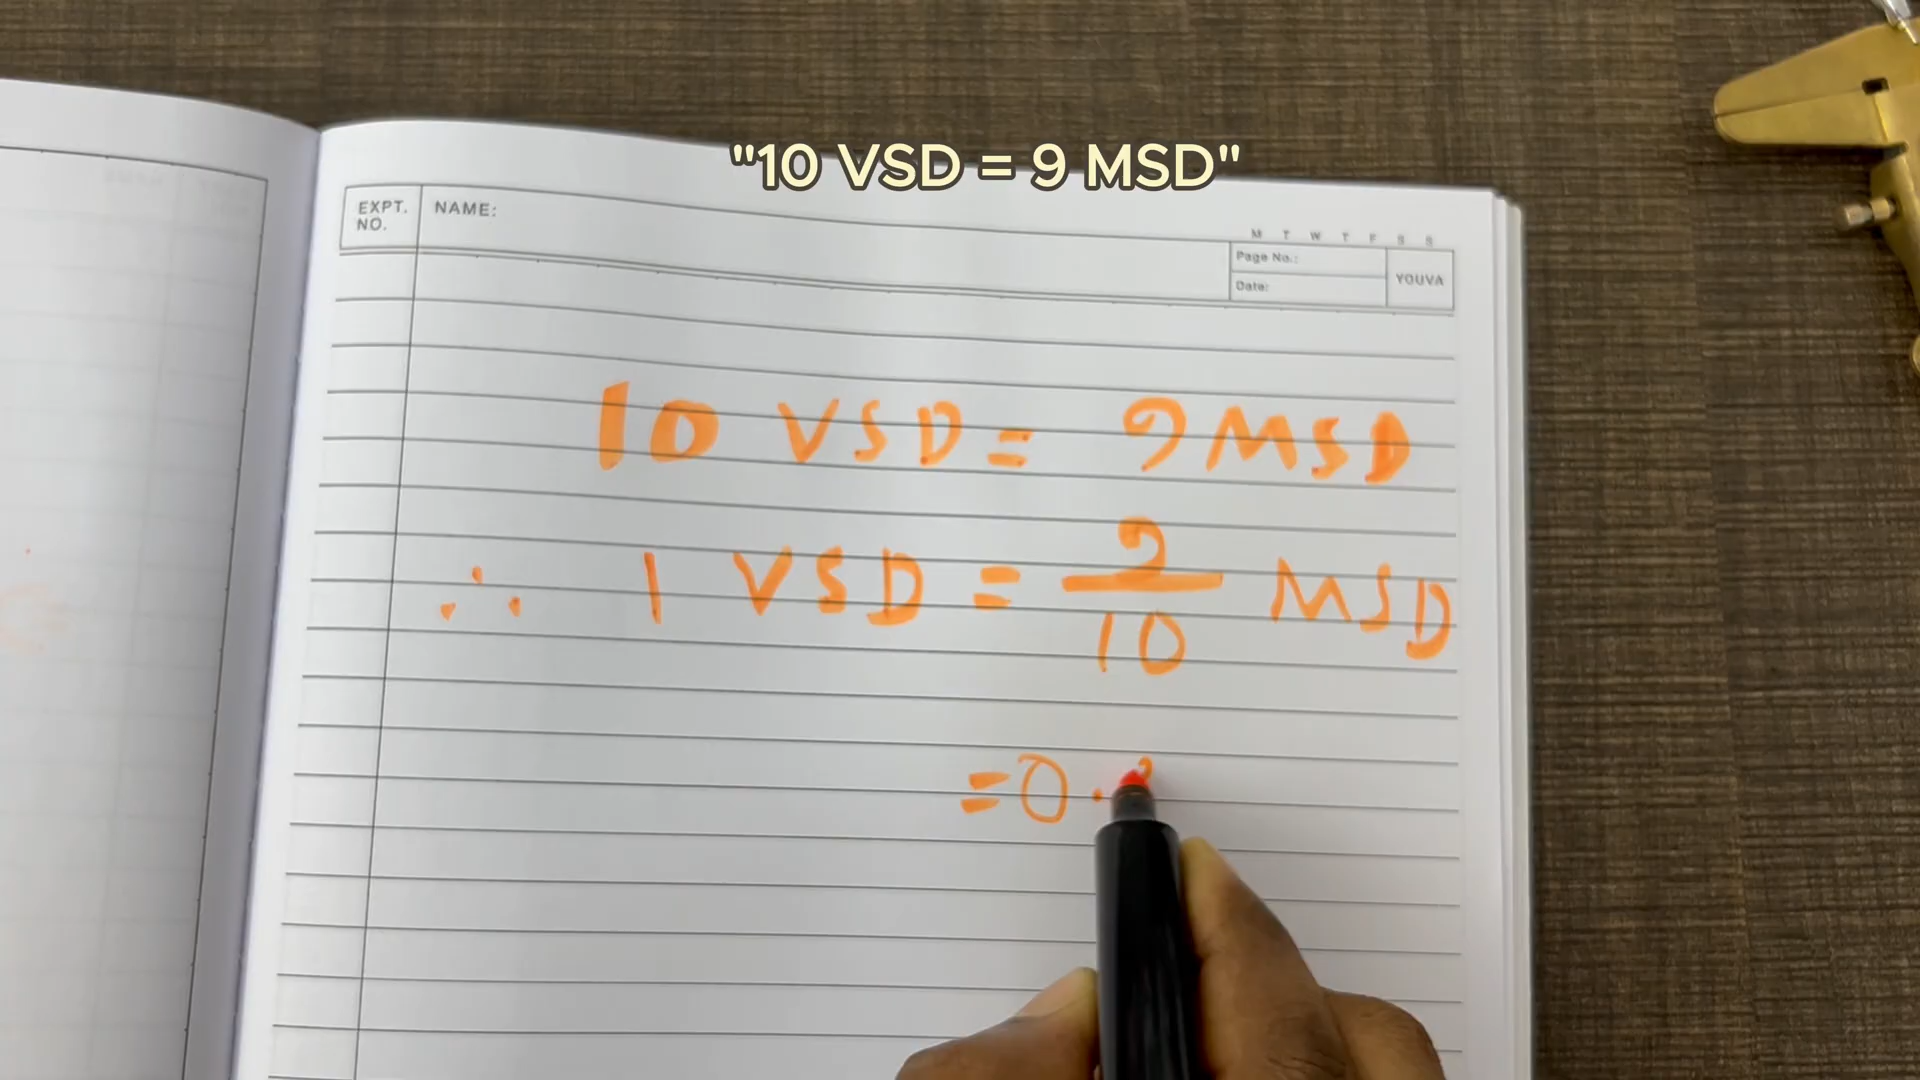 "10 VSD = 9 MSD"
EXPT. NO.
NAME:
M T W T F S S
Page No.:
Date:
YOUVA
10 VSD = 9 MSD
∴ 1 VSD = 9/10 MSD
= 0.